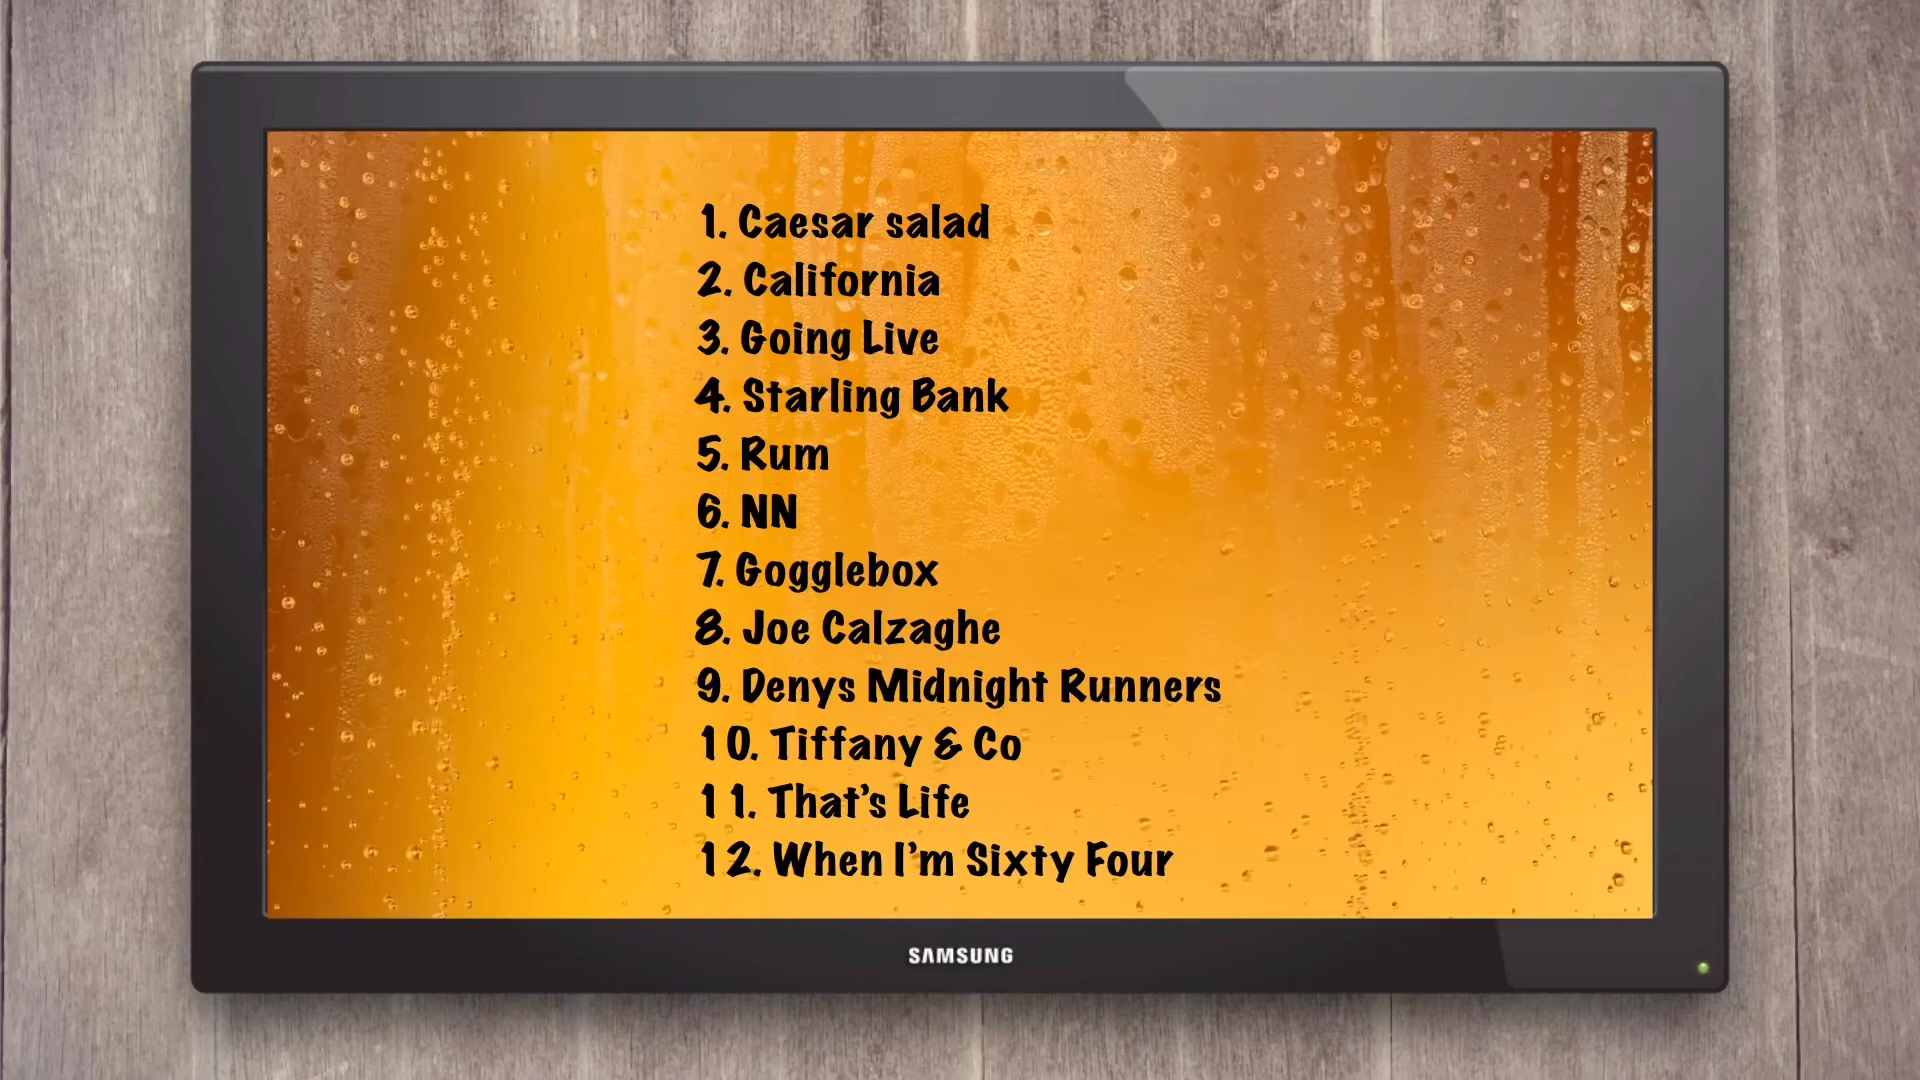 1. Caesar salad
2. California
3. Going Live
4. Starling Bank
5. Rum
6. NN
7. Gogglebox
8. Joe Calzaghe
9. Denys Midnight Runners
10. Tiffany & Co
11. That's Life
12. When I'm Sixty Four
SAMSUNG